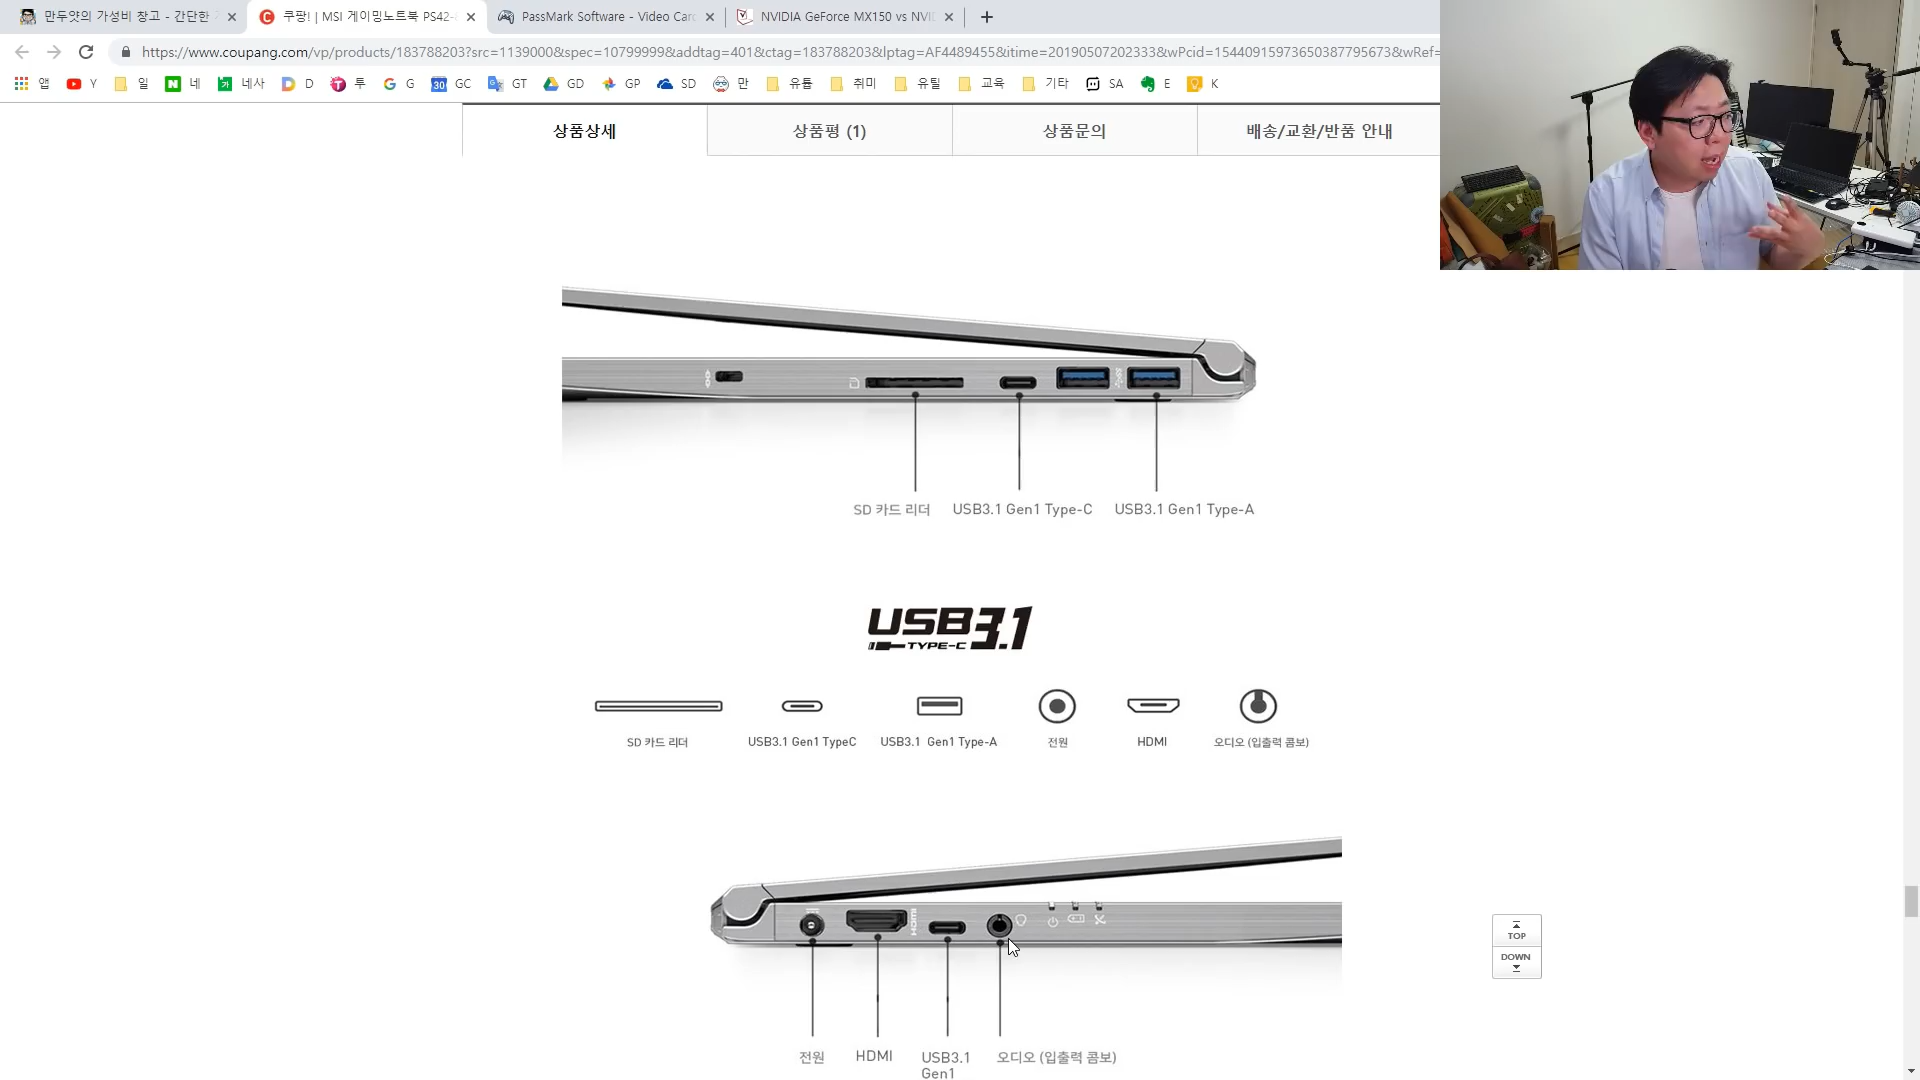 만두얏의 가성비 창고 - 간단한
쿠팡! | MSI 게이밍노트북 PS42-
PassMark Software - Video Car
NVIDIA GeForce MX150 vs NVI
https://www.coupang.com/vp/products/183788203?src=1139000&spec=10799999&addtag=401&ctag=183788203&lptag=AF4489455&itime=20190507202333&wPcid=15440915973650387795673&wRef=
앱 Y 일 네 네사 D 투 G GC GT GD GP SD 만 유튭 취미 유틸 교육 기타 SA E K
상품상세 상품평 (1) 상품문의 배송/교환/반품 안내
SD 카드 리더 USB3.1 Gen1 Type-C USB3.1 Gen1 Type-A
USB3.1
TYPE-C
SD 카드 리더 USB3.1 Gen1 TypeC USB3.1 Gen1 Type-A 전원 HDMI 오디오 (입출력 콤보)
HDMI
TOP
DOWN
전원 HDMI USB3.1 오디오 (입출력 콤보)
Gen1